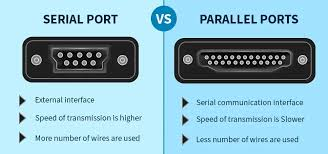 SERIAL PORT
VS
PARALLEL PORTS
External interface
Speed of transmission is higher
More number of wires are used
Serial communication interface
Speed of transmission is Slower
Less number of wires are used